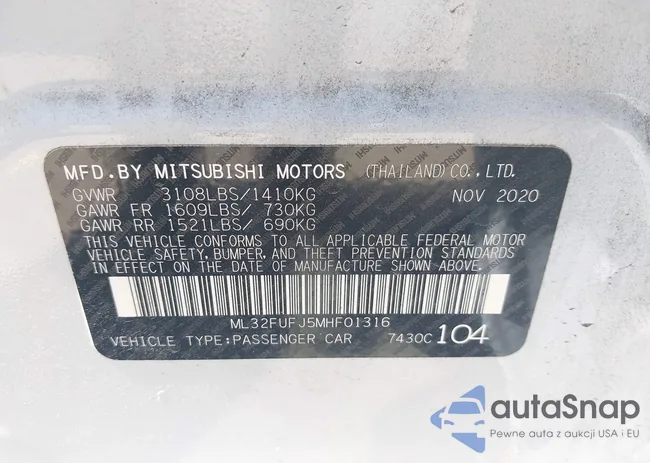 MFD.BY MITSUBISHI MOTORS (THAILAND)CO.,LTD.
GVWR 3108LBS/1410KG NOV 2020
GAWR FR 1609LBS/ 730KG
GAWR RR 1521LBS/ 690KG
THIS VEHICLE CONFORMS TO ALL APPLICABLE FEDERAL MOTOR
VEHICLE SAFETY, BUMPER, AND THEFT PREVENTION STANDARDS
IN EFFECT ON THE DATE OF MANUFACTURE SHOWN ABOVE.
ML32FUFJ5MHF01316
VEHICLE TYPE:PASSENGER CAR 7430C 104
autoSnap
Pewne auta z aukcji USA i EU